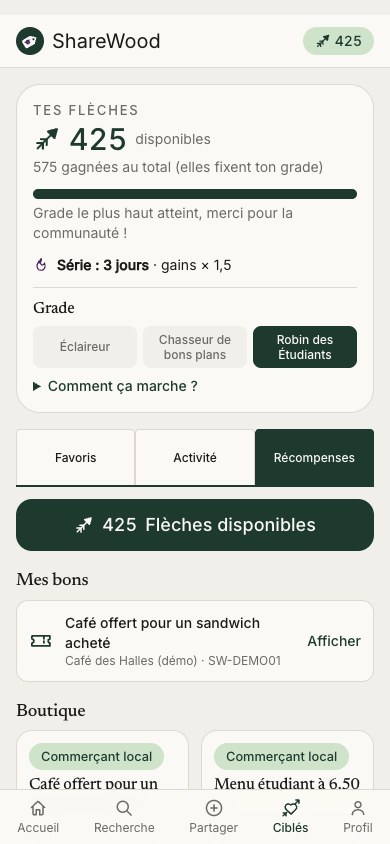 ShareWood
425
TES FLÈCHES
425 disponibles
575 gagnées au total (elles fixent ton grade)
Grade le plus haut atteint, merci pour la
communauté !
Série : 3 jours · gains × 1,5
Grade
Éclaireur
Chasseur de
bons plans
Robin des
Étudiants
Comment ça marche ?
Favoris
Activité
Récompenses
425 Flèches disponibles
Mes bons
Café offert pour un sandwich
acheté
Afficher
Café des Halles (démo) · SW-DEMO01
Boutique
Commerçant local
Commerçant local
Café offert pour un
Menu étudiant à 6,50
Accueil
Recherche
Partager
Ciblés
Profil